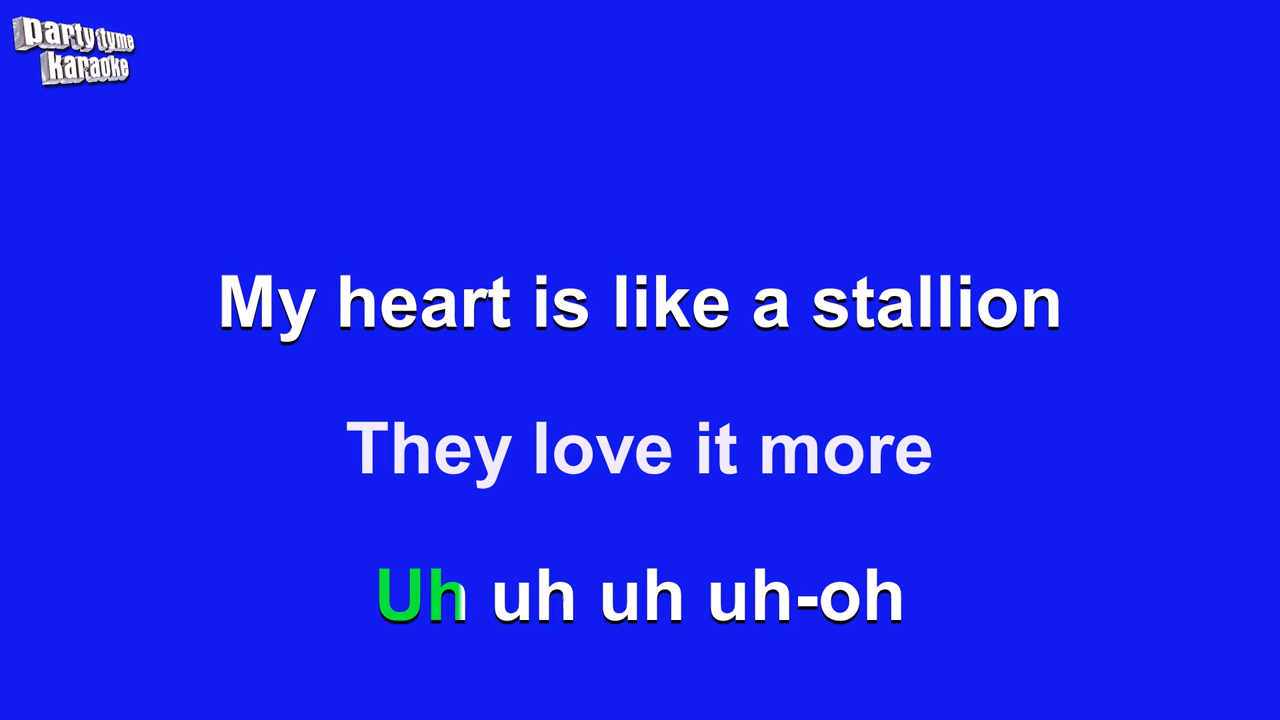 party tyme
karaoke
My heart is like a stallion
They love it more
Uh uh uh uh-oh